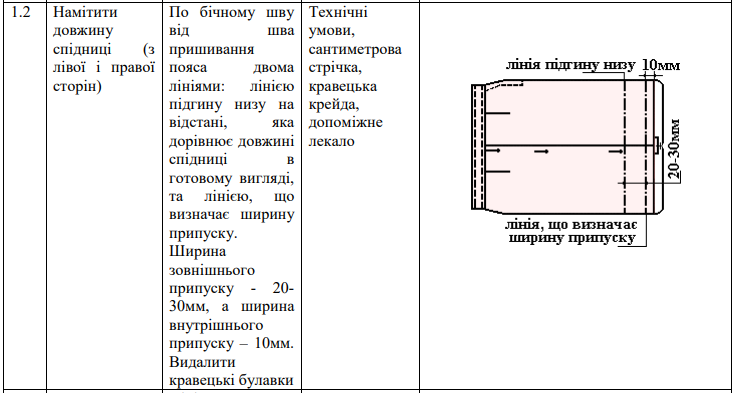 1.2
Намітити
довжину
спідниці (з
лівої і правої
сторін)
По бічному шву
від шва
пришивання
пояса двома
лініями: лінією
підгину низу на
відстані, яка
дорівнює довжині
спідниці в
готовому вигляді,
та лінією, що
визначає ширину
припуску.
Ширина
зовнішнього
припуску - 20-
30мм, а ширина
внутрішнього
припуску – 10мм.
Видалити
кравецькі булавки
Технічні
умови,
сантиметрова
стрічка,
кравецька
крейда,
допоміжне
лекало
лінія підгину низу 10мм
20-30мм
лінія, що визначає
ширину припуску